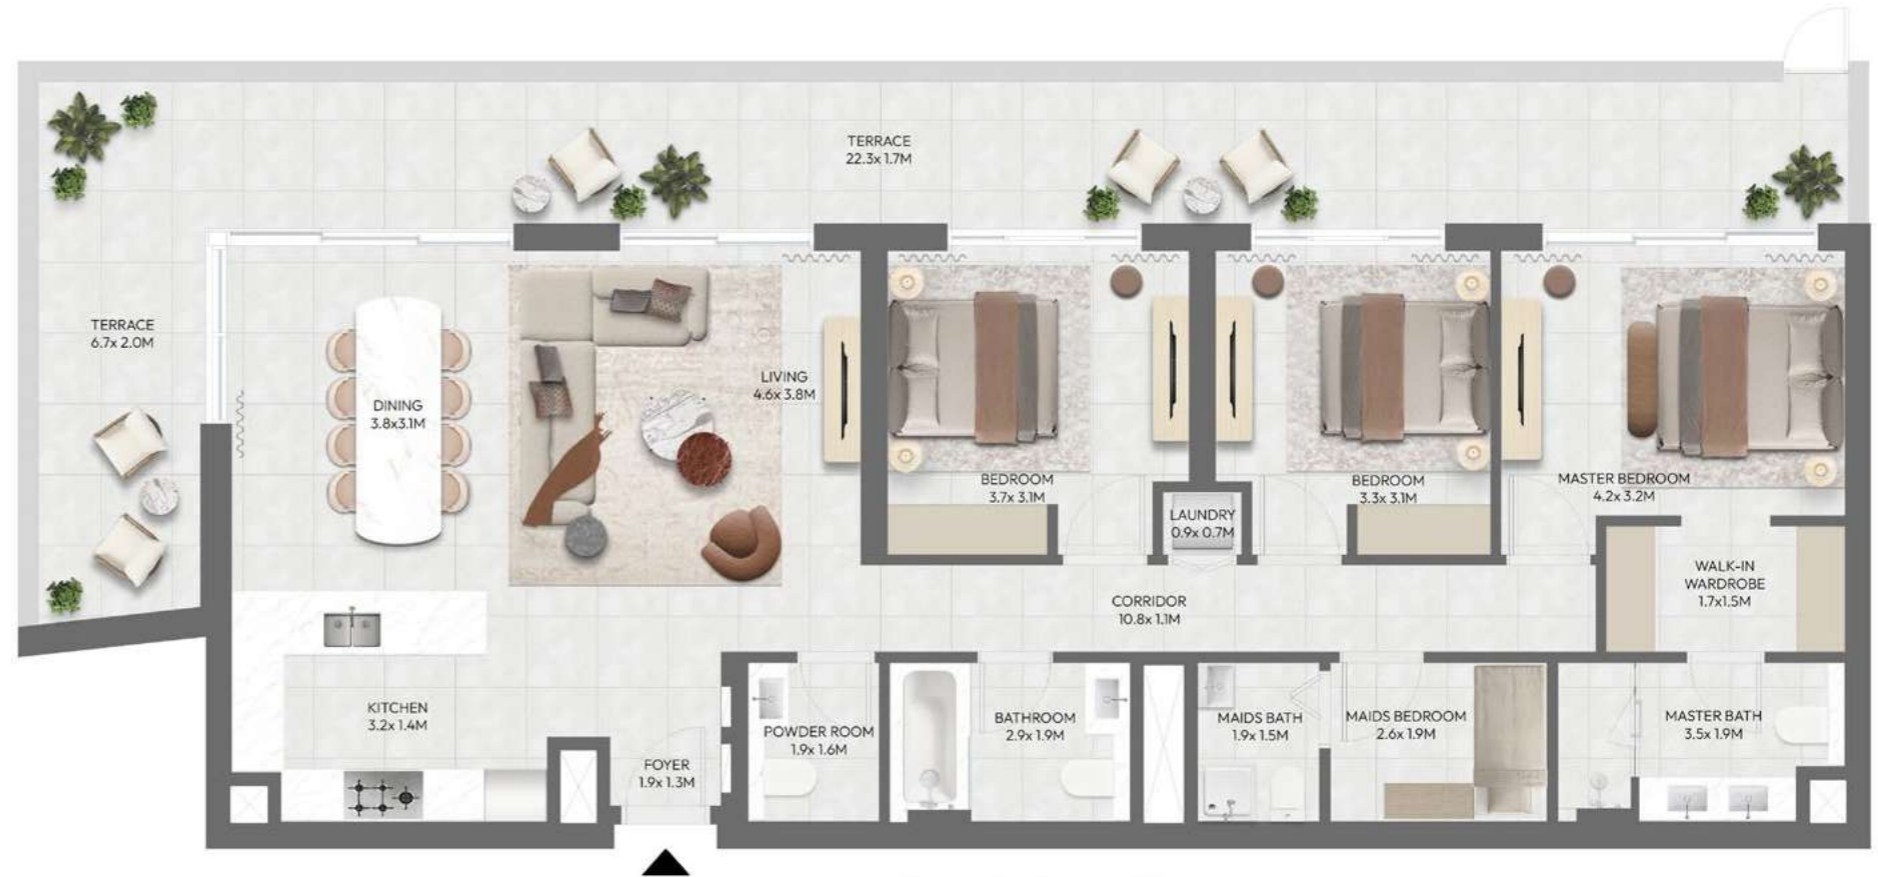 TERRACE
22.3x 1.7M
TERRACE
6.7x 2.0M
LIVING
4.6x 3.8M
DINING
3.8x3.1M
BEDROOM
3.7x 3.1M
BEDROOM
3.3x 3.1M
MASTER BEDROOM
4.2x 3.2M
LAUNDRY
0.9x 0.7M
WALK-IN
WARDROBE
1.7x1.5M
CORRIDOR
10.8x 1.1M
KITCHEN
3.2x 1.4M
FOYER
1.9x 1.3M
POWDER ROOM
1.9x 1.6M
BATHROOM
2.9x 1.9M
MAIDS BATH
1.9x 1.5M
MAIDS BEDROOM
2.6x 1.9M
MASTER BATH
3.5x 1.9M